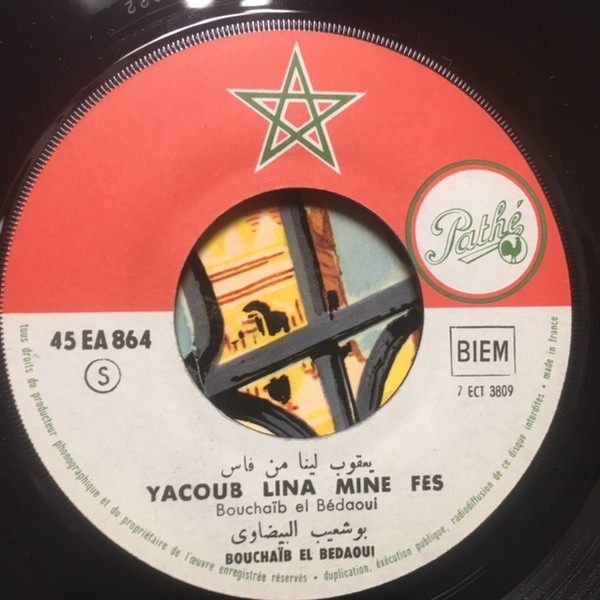 Pathé
45 EA 864
S
BIEM
7 ECT 3809
يعقوب لينا من فاس
YACOUB LINA MINE FES
Bouchaïb el Bédaoui
بوشعيب البيضاوي
BOUCHAÏB EL BEDAOUI
tous droits du producteur phonographique et du propriétaire de l'œuvre enregistrée réservés • duplication, éxécution publique, radiodiffusion de ce disque interdites • made in france